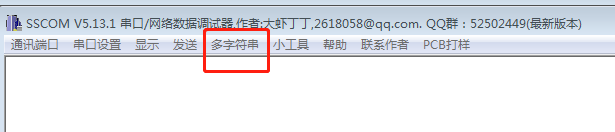 SSCOM V5.13.1 串口/网络数据调试器,作者:大虾丁丁,2618058@qq.com. QQ群：52502449(最新版本)
通讯端口 串口设置 显示 发送 多字符串 小工具 帮助 联系作者 PCB打样